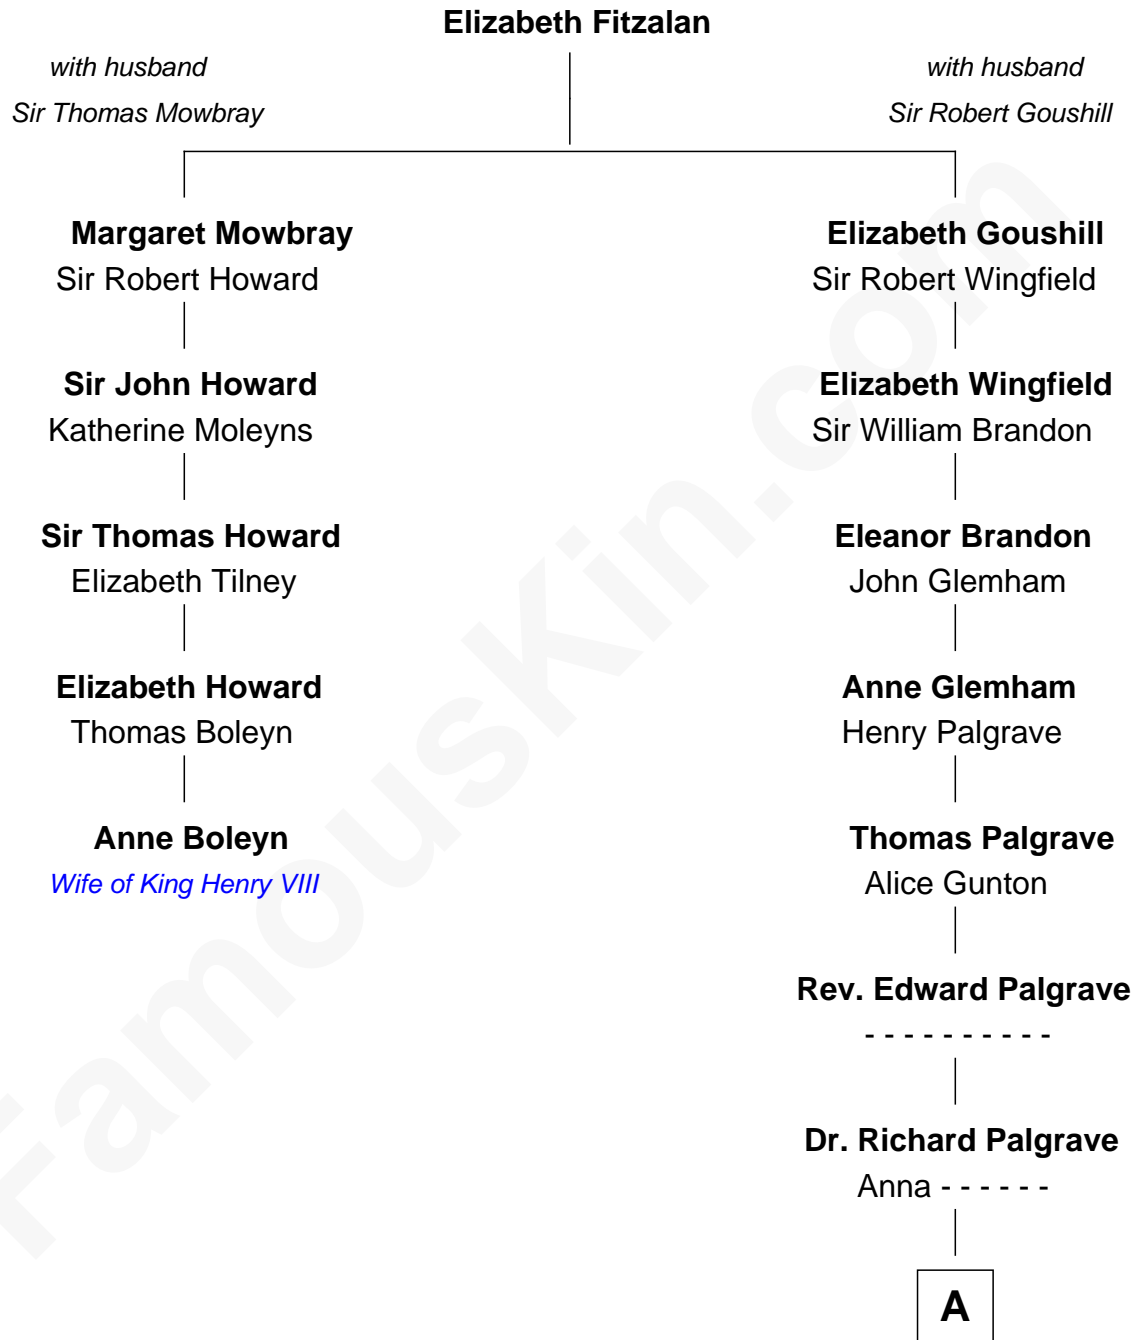 Elizabeth Fitzalan
with husband
Sir Thomas Mowbray
with husband
Sir Robert Goushill
Margaret Mowbray
Sir Robert Howard
Elizabeth Goushill
Sir Robert Wingfield
Sir John Howard
Katherine Moleyns
Elizabeth Wingfield
Sir William Brandon
Sir Thomas Howard
Elizabeth Tilney
Eleanor Brandon
John Glemham
Elizabeth Howard
Thomas Boleyn
Anne Glemham
Henry Palgrave
Anne Boleyn
Wife of King Henry VIII
Thomas Palgrave
Alice Gunton
Rev. Edward Palgrave
- - - - - - - - - -
Dr. Richard Palgrave
Anna - - - - - -
A
FamousKin.com